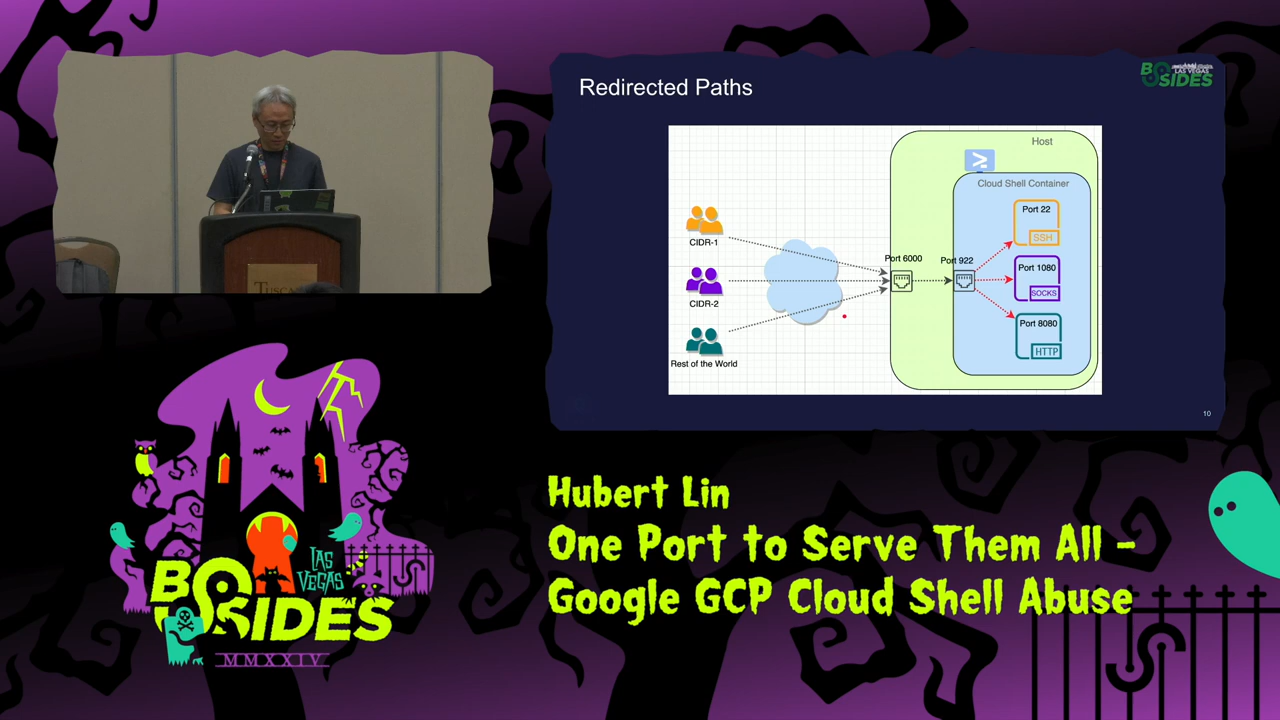 Redirected Paths
BSIDES
LAS VEGAS
Host
Cloud Shell Container
Port 22
SSH
CIDR-1
Port 6000
Port 922
Port 1080
SOCKS
CIDR-2
Port 8080
HTTP
Rest of the World
10
TUSCA
LAS
VEGAS
BSIDES
MMXXIV
Hubert Lin
One Port to Serve Them All –
Google GCP Cloud Shell Abuse